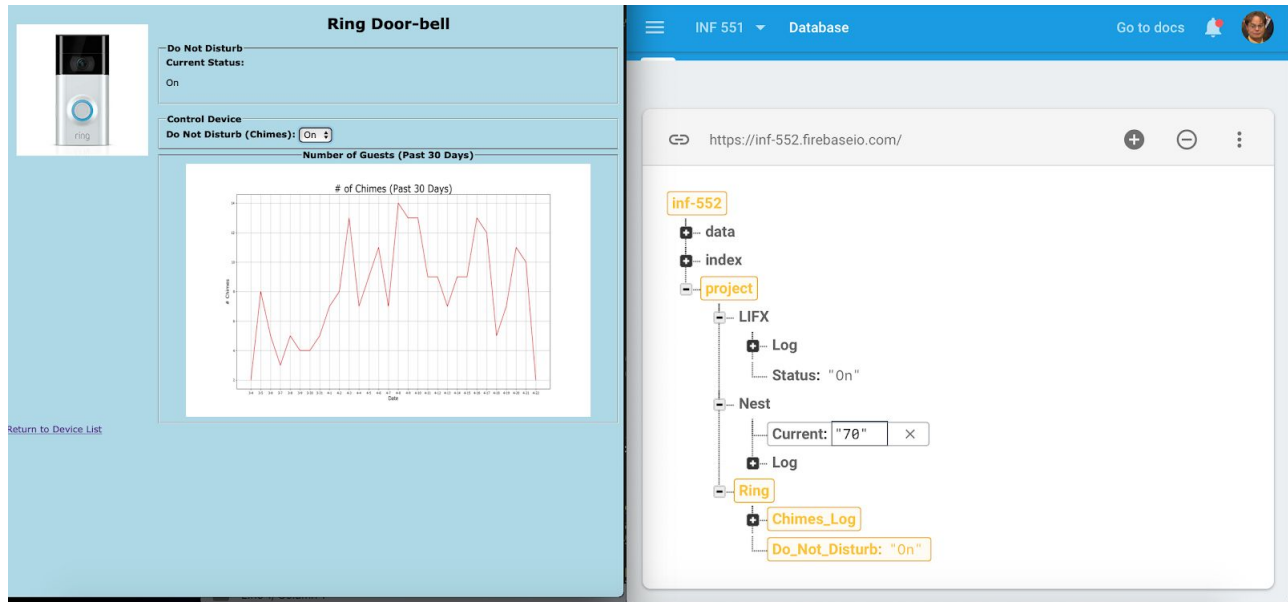 Ring Door-bell
ring
Do Not Disturb
Current Status:
On
Control Device
Do Not Disturb (Chimes): On
Number of Guests (Past 30 Days)
# of Chimes (Past 30 Days)
# Chimes
Date
Return to Device List
INF 551 Database Go to docs
https://inf-552.firebaseio.com/
inf-552
data
index
project
LIFX
Log
Status: "On"
Nest
Current: "70"
Log
Ring
Chimes_Log
Do_Not_Disturb: "On"